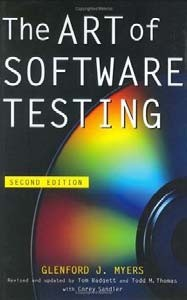 The ART of
SOFTWARE
TESTING
SECOND EDITION
GLENFORD J. MYERS
Revised and updated by Tom Badgett and Todd M. Thomas
with Corey Sandler